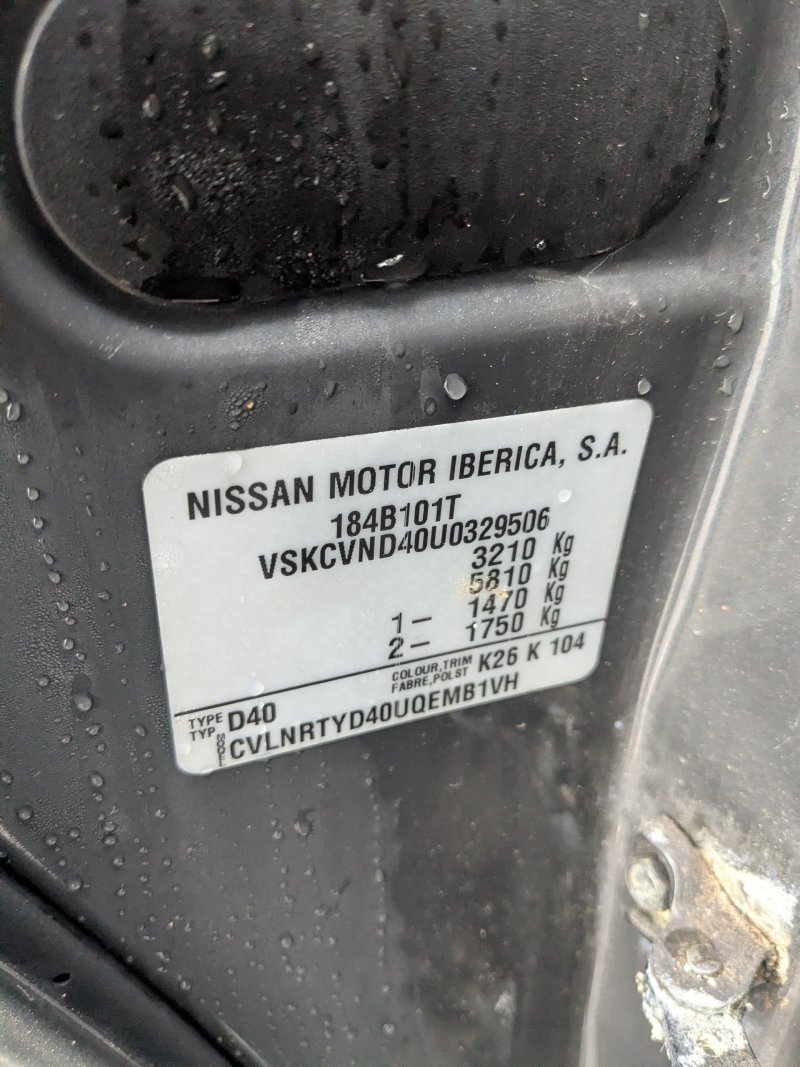 NISSAN MOTOR IBERICA, S.A.
184B101T
VSKCVND40U0329506
3210 Kg
5810 Kg
1 – 1470 Kg
2 – 1750 Kg
COLOUR,TRIM K26 K 104
FABRE,POLST
TYPE D40
TYP
MODEL CVLNRTYD40UQEMB1VH